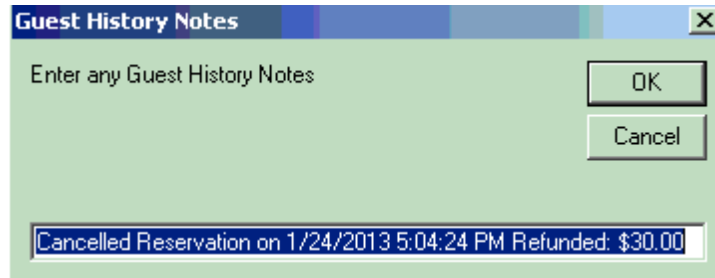 Guest History Notes
Enter any Guest History Notes
OK
Cancel
Cancelled Reservation on 1/24/2013 5:04:24 PM Refunded: $30.00